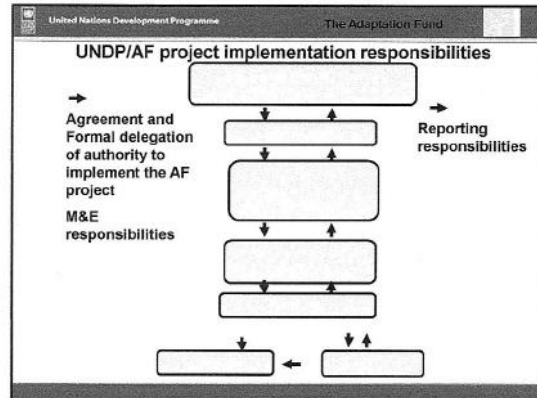 United Nations Development Programme
The Adaptation Fund
UNDP/AF project implementation responsibilities
Agreement and
Formal delegation
of authority to
implement the AF
project
M&E
responsibilities
Reporting
responsibilities